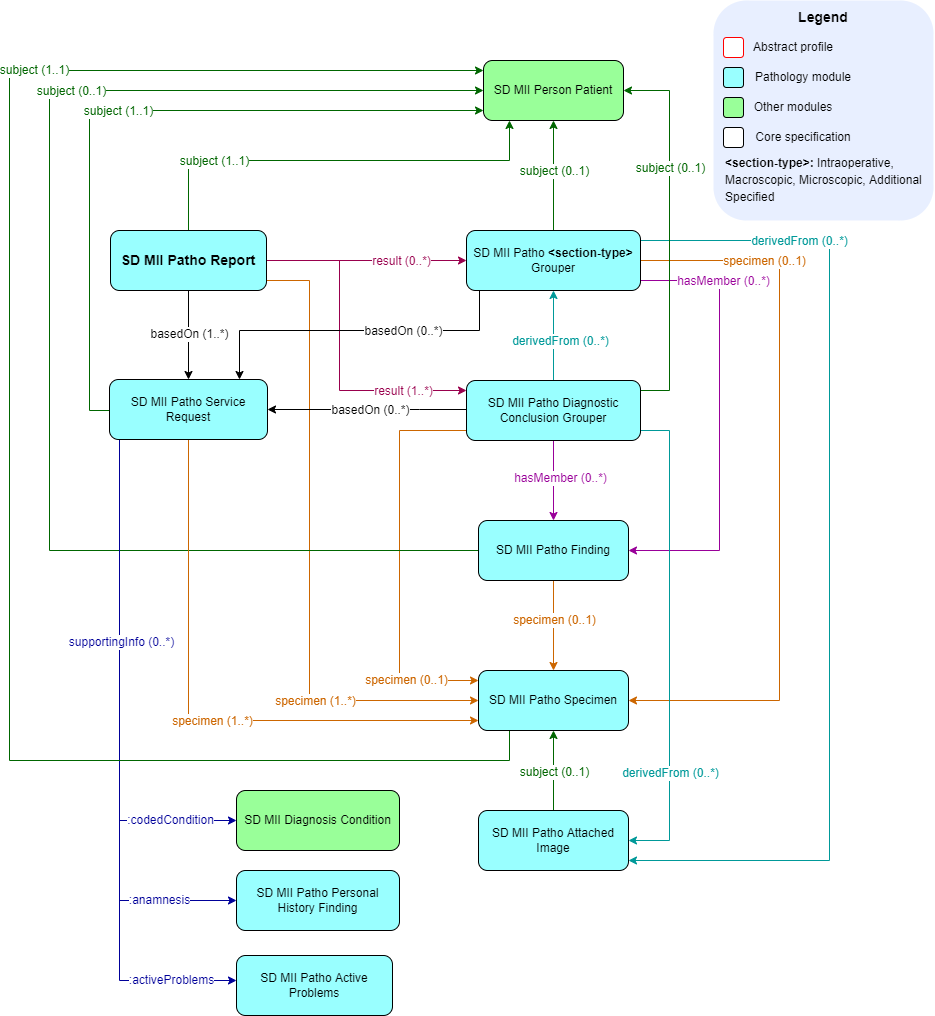 Legend
Abstract profile
Pathology module
Other modules
Core specification
<section-type>: Intraoperative,
Macroscopic, Microscopic, Additional
Specified
subject (1..1)
subject (0..1)
subject (1..1)
SD MII Person Patient
subject (1..1)
subject (0..1)
subject (0..1)
SD MII Patho Report
result (0..*)
SD MII Patho <section-type>
Grouper
derivedFrom (0..*)
specimen (0..1)
hasMember (0..*)
basedOn (1..*)
basedOn (0..*)
derivedFrom (0..*)
SD MII Patho Service
Request
result (1..*)
basedOn (0..*)
SD MII Patho Diagnostic
Conclusion Grouper
hasMember (0..*)
SD MII Patho Finding
specimen (0..1)
supportingInfo (0..*)
specimen (0..1)
specimen (1..*)
specimen (1..*)
SD MII Patho Specimen
subject (0..1)
derivedFrom (0..*)
:codedCondition
SD MII Diagnosis Condition
SD MII Patho Attached
Image
:anamnesis
SD MII Patho Personal
History Finding
:activeProblems
SD MII Patho Active
Problems